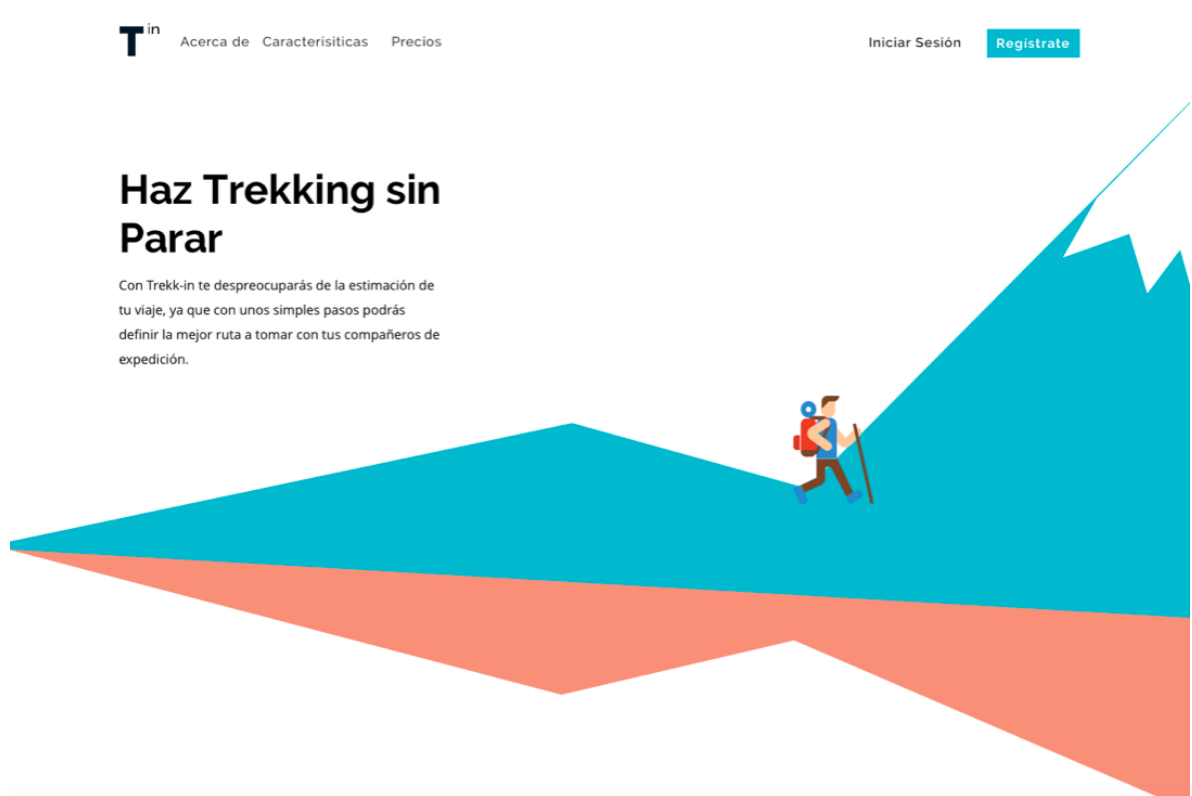 T in
Acerca de Caracterisiticas Precios
Iniciar Sesión Registrate
Haz Trekking sin
Parar
Con Trekk-in te despreocuparás de la estimación de
tu viaje, ya que con unos simples pasos podrás
definir la mejor ruta a tomar con tus compañeros de
expedición.